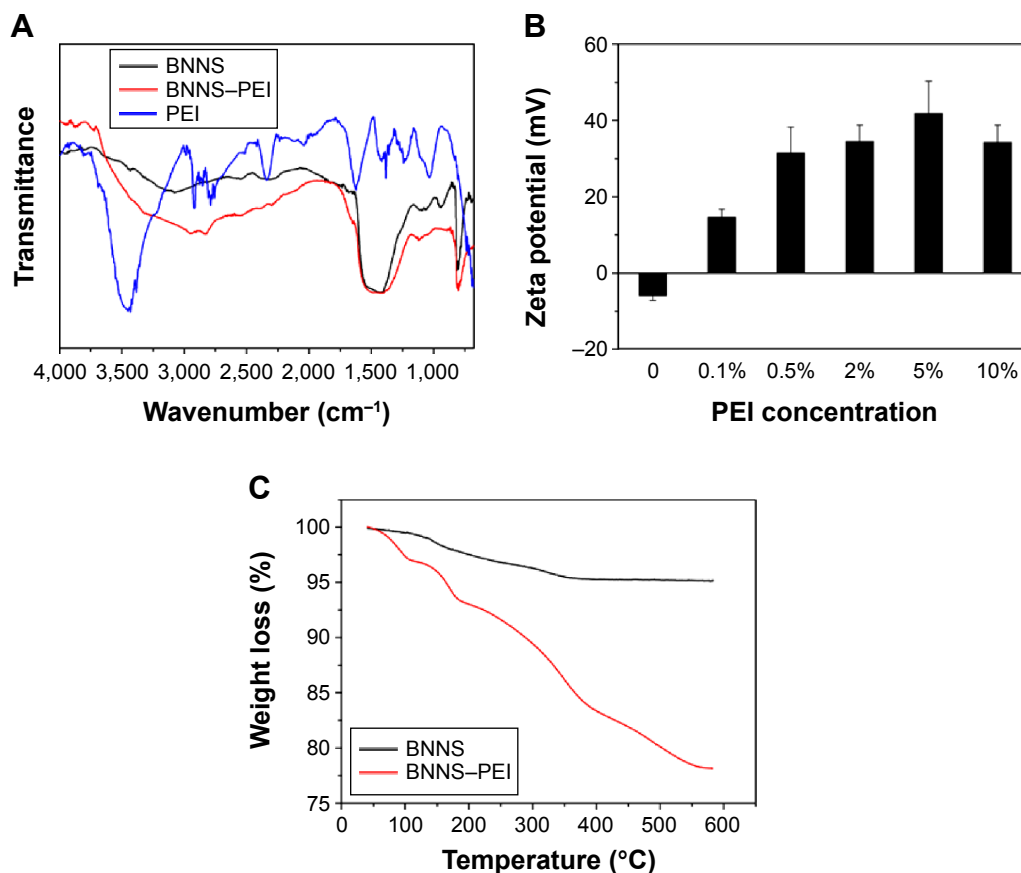 A
BNNS
BNNS–PEI
PEI
Transmittance
4,000 3,500 3,000 2,500 2,000 1,500 1,000
Wavenumber (cm⁻¹)
B
60
40
20
0
–20
Zeta potential (mV)
0 0.1% 0.5% 2% 5% 10%
PEI concentration
C
100
95
90
85
80
75
Weight loss (%)
BNNS
BNNS–PEI
0 100 200 300 400 500 600
Temperature (°C)